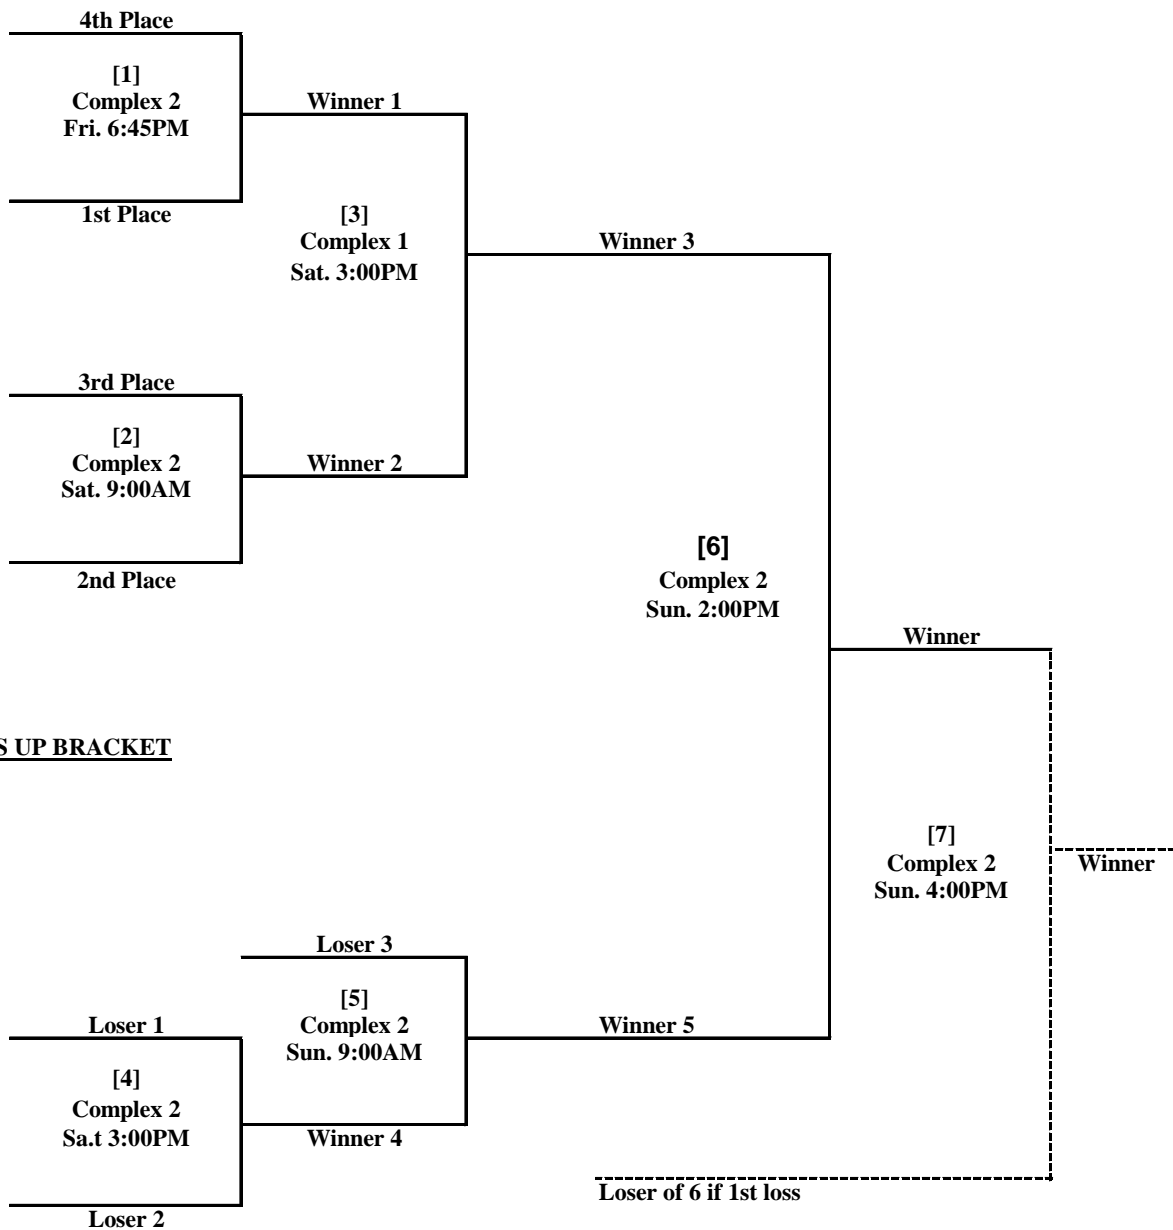 4th Place
[1]
Complex 2
Fri. 6:45PM
1st Place
Winner 1
[3]
Complex 1
Sat. 3:00PM
Winner 3
3rd Place
[2]
Complex 2
Sat. 9:00AM
2nd Place
Winner 2
[6]
Complex 2
Sun. 2:00PM
Winner
S UP BRACKET
[7]
Complex 2
Sun. 4:00PM
Winner
Loser 3
[5]
Complex 2
Sun. 9:00AM
Winner 5
Loser 1
[4]
Complex 2
Sa.t 3:00PM
Winner 4
Loser 2
Loser of 6 if 1st loss